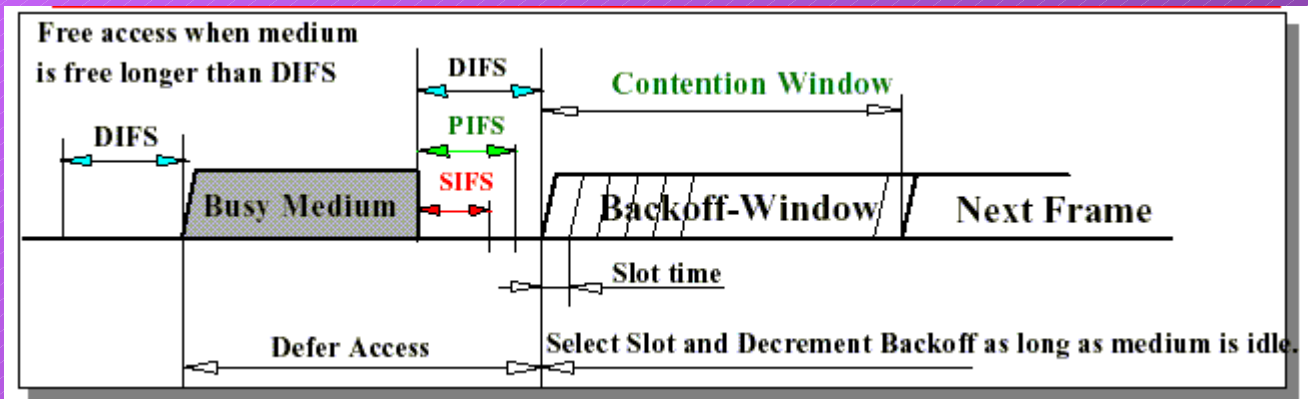 Free access when medium
is free longer than DIFS
DIFS
DIFS
PIFS
SIFS
Contention Window
Busy Medium
Backoff-Window
Next Frame
Slot time
Defer Access
Select Slot and Decrement Backoff as long as medium is idle.